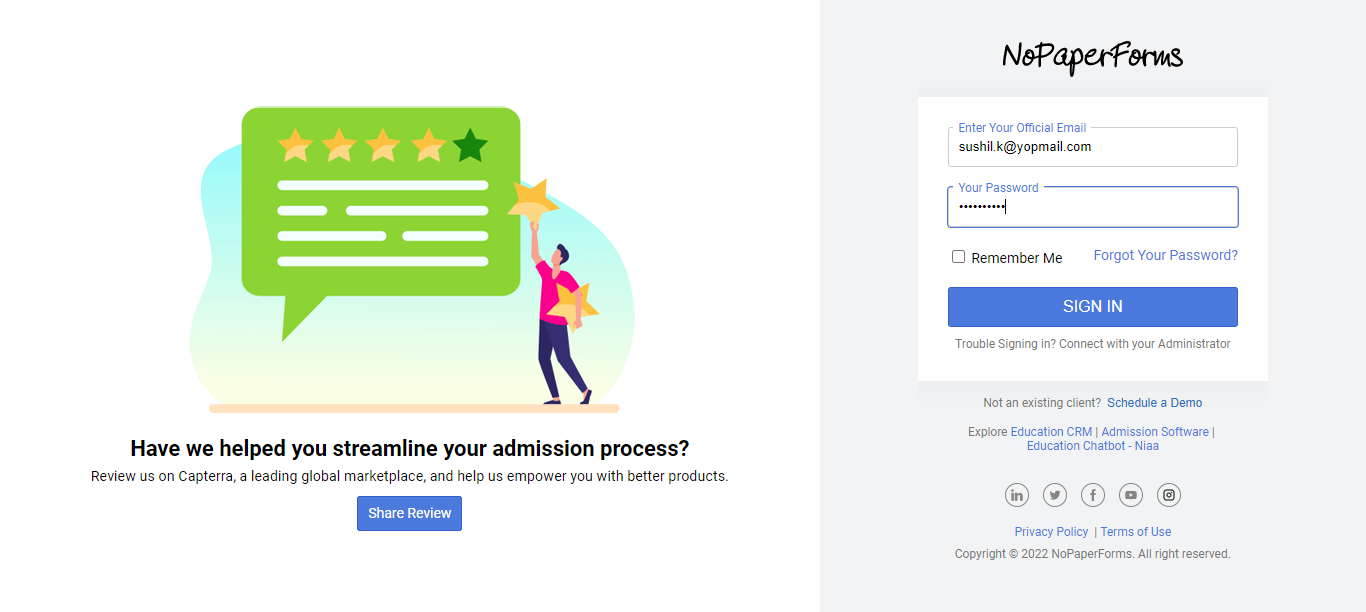 Have we helped you streamline your admission process?
Review us on Capterra, a leading global marketplace, and help us empower you with better products.
Share Review
NoPaperForms
Enter Your Official Email
sushil.k@yopmail.com
Your Password
••••••••••
Remember Me
Forgot Your Password?
SIGN IN
Trouble Signing in? Connect with your Administrator
Not an existing client? Schedule a Demo
Explore Education CRM | Admission Software |
Education Chatbot - Niaa
in
f
Privacy Policy | Terms of Use
Copyright © 2022 NoPaperForms. All right reserved.